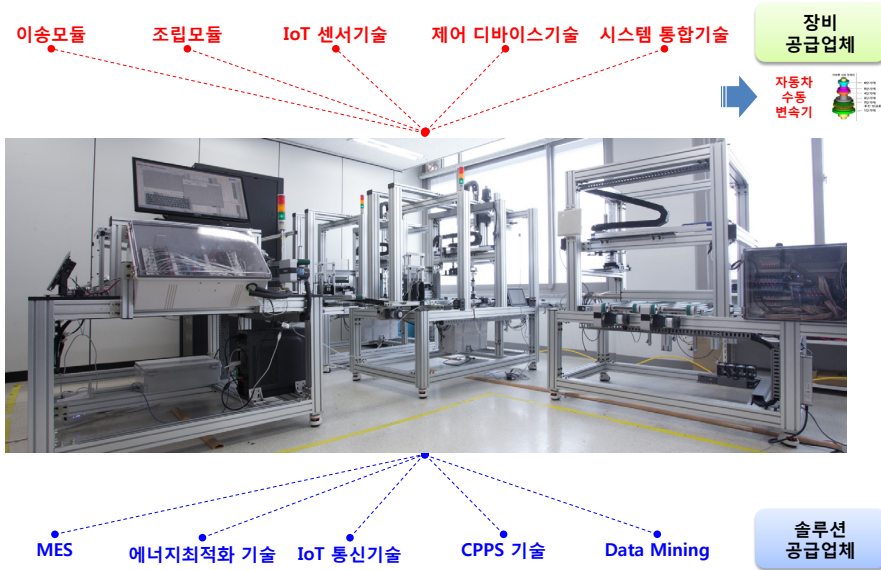 이송모듈 조립모듈 IoT 센서기술 제어 디바이스기술 시스템 통합기술
장비
공급업체
자동차
수동
변속기
MES 에너지최적화 기술 IoT 통신기술 CPPS 기술 Data Mining
솔루션
공급업체